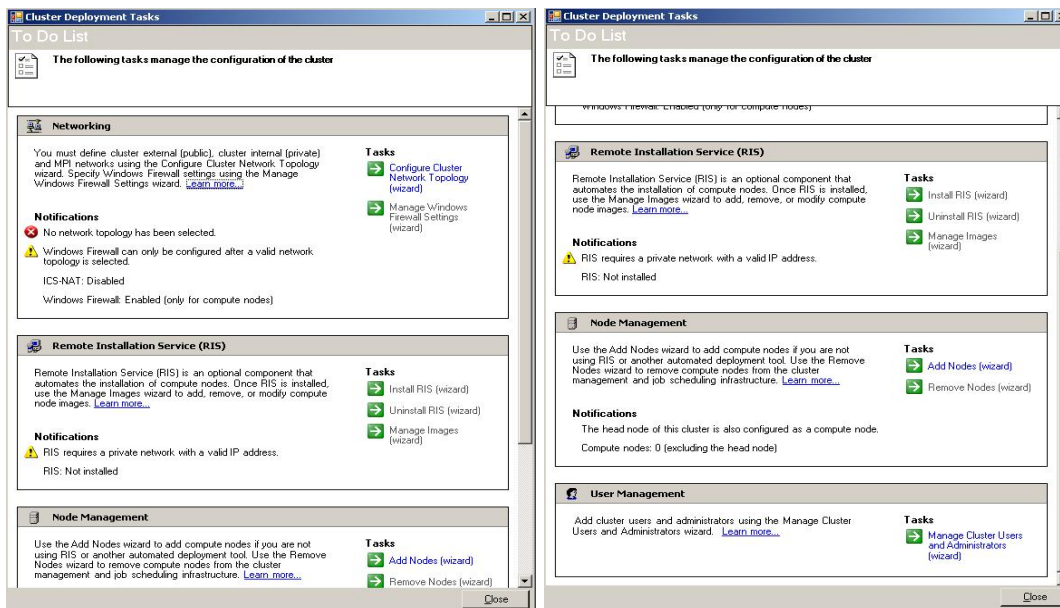 Cluster Deployment Tasks
To Do List
The following tasks manage the configuration of the cluster
Networking
You must define cluster external (public), cluster internal (private)
and MPI networks using the Configure Cluster Network Topology
wizard. Specify Windows Firewall settings using the Manage
Windows Firewall Settings wizard. Learn more...
Tasks
Configure Cluster
Network Topology
(wizard)
Manage Windows
Firewall Settings
(wizard)
Notifications
No network topology has been selected.
Windows Firewall can only be configured after a valid network
topology is selected.
ICS-NAT: Disabled
Windows Firewall: Enabled (only for compute nodes)
Remote Installation Service (RIS)
Remote Installation Service (RIS) is an optional component that
automates the installation of compute nodes. Once RIS is installed,
use the Manage Images wizard to add, remove, or modify compute
node images. Learn more...
Tasks
Install RIS (wizard)
Uninstall RIS (wizard)
Manage Images
(wizard)
Notifications
RIS requires a private network with a valid IP address.
RIS: Not installed
Node Management
Use the Add Nodes wizard to add compute nodes if you are not
using RIS or another automated deployment tool. Use the Remove
Nodes wizard to remove compute nodes from the cluster
management and job scheduling infrastructure. Learn more...
Tasks
Add Nodes (wizard)
Remove Nodes (wizard)
Close
Cluster Deployment Tasks
To Do List
The following tasks manage the configuration of the cluster
Windows Firewall: Enabled (only for compute nodes)
Remote Installation Service (RIS)
Remote Installation Service (RIS) is an optional component that
automates the installation of compute nodes. Once RIS is installed,
use the Manage Images wizard to add, remove, or modify compute
node images. Learn more...
Tasks
Install RIS (wizard)
Uninstall RIS (wizard)
Manage Images
(wizard)
Notifications
RIS requires a private network with a valid IP address.
RIS: Not installed
Node Management
Use the Add Nodes wizard to add compute nodes if you are not
using RIS or another automated deployment tool. Use the Remove
Nodes wizard to remove compute nodes from the cluster
management and job scheduling infrastructure. Learn more...
Tasks
Add Nodes (wizard)
Remove Nodes (wizard)
Notifications
The head node of this cluster is also configured as a compute node.
Compute nodes: 0 (excluding the head node)
User Management
Add cluster users and administrators using the Manage Cluster
Users and Administrators wizard. Learn more...
Tasks
Manage Cluster Users
and Administrators
(wizard)
Close